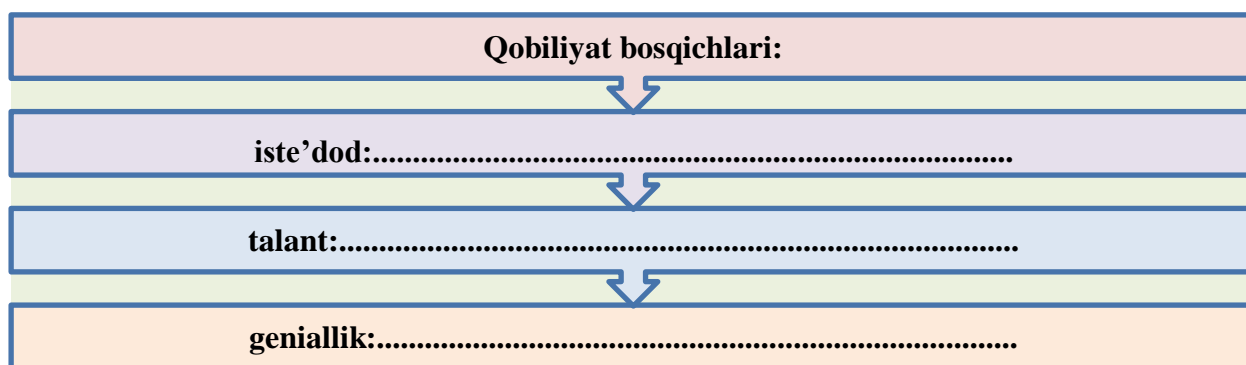 Qobiliyat bosqichlari:
iste’dod:................................................................................
talant:.....................................................................................
geniallik:................................................................................